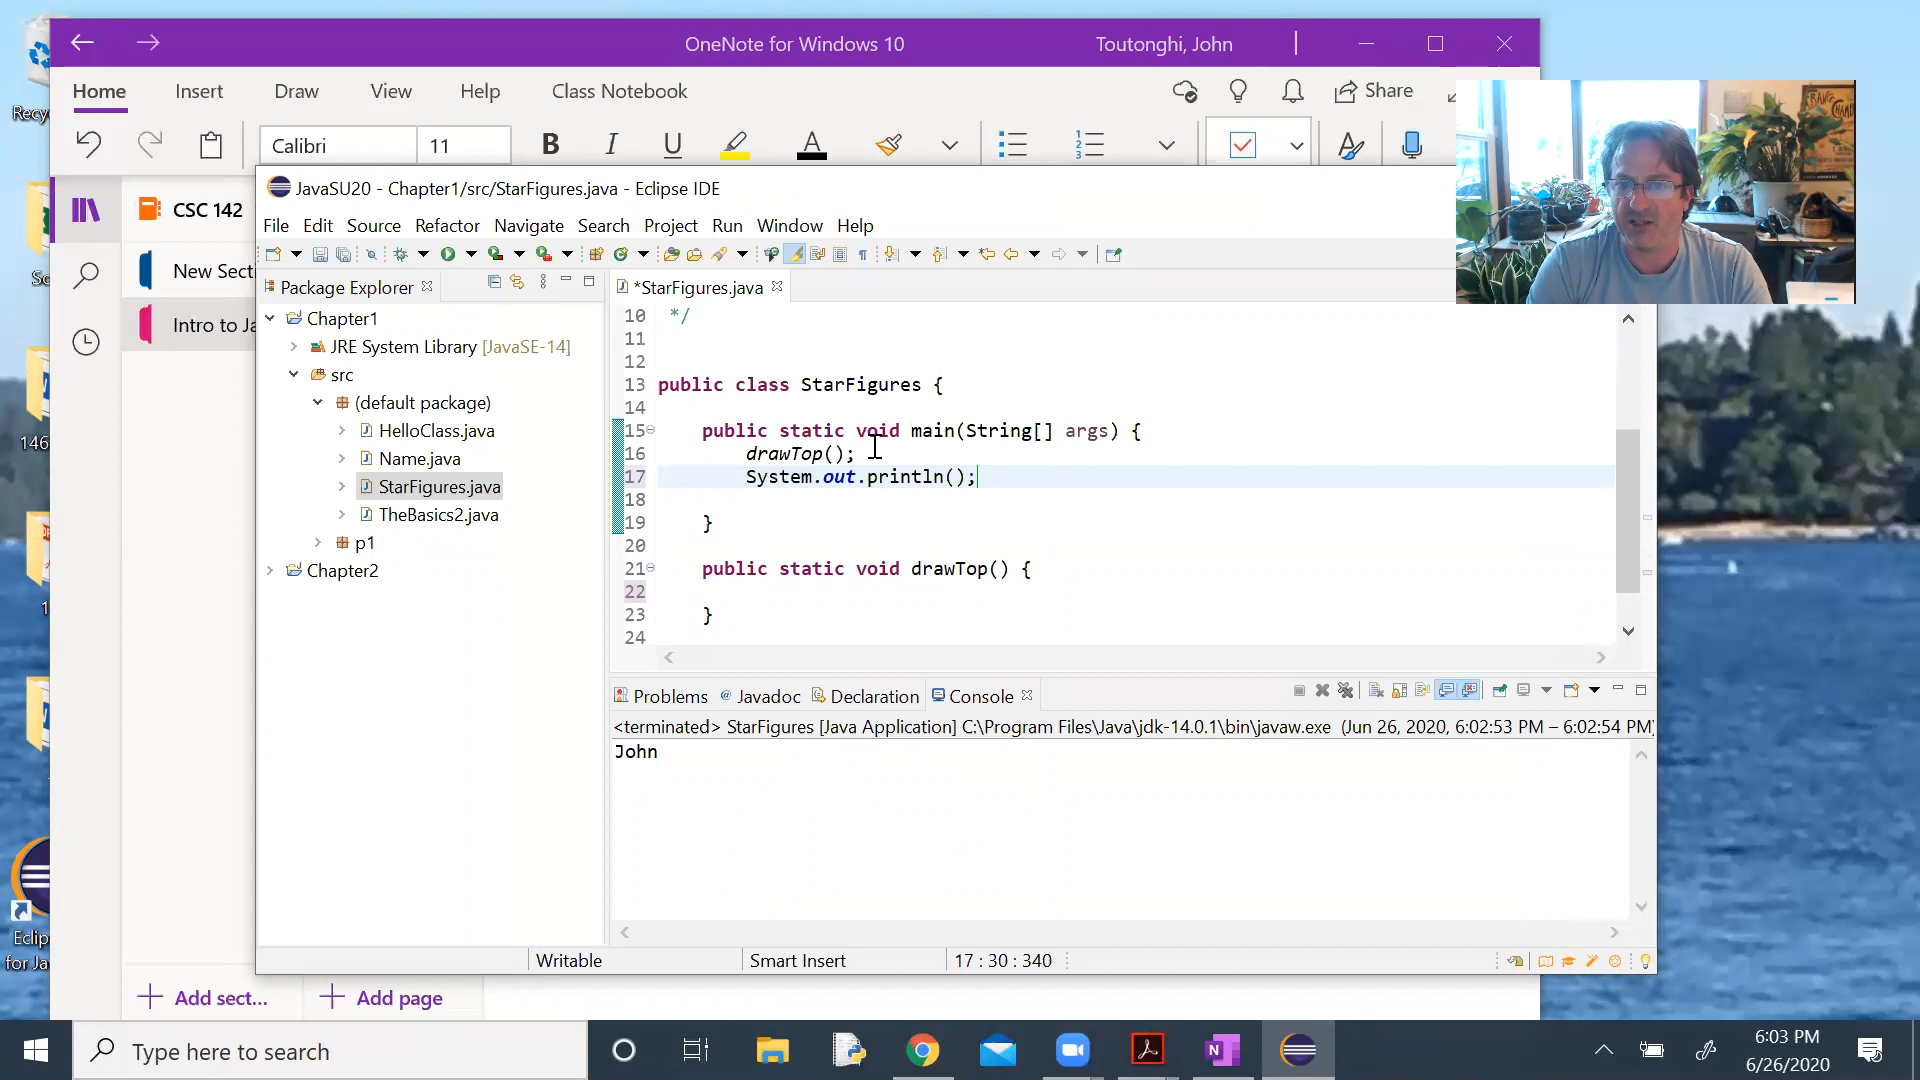 OneNote for Windows 10
Toutonghi, John
Home Insert Draw View Help Class Notebook
Share
Recy
Calibri 11 B I U A
CSC 142
New Sect
Intro to Ja
JavaSU20 - Chapter1/src/StarFigures.java - Eclipse IDE
File Edit Source Refactor Navigate Search Project Run Window Help
Package Explorer
Chapter1
JRE System Library [JavaSE-14]
src
(default package)
HelloClass.java
Name.java
StarFigures.java
TheBasics2.java
p1
Chapter2
*StarFigures.java
10 */
11
12
13 public class StarFigures {
14
15 public static void main(String[] args) {
16 drawTop();
17 System.out.println();
18
19 }
20
21 public static void drawTop() {
22
23 }
24
Problems Javadoc Declaration Console
<terminated> StarFigures [Java Application] C:\Program Files\Java\jdk-14.0.1\bin\javaw.exe (Jun 26, 2020, 6:02:53 PM – 6:02:54 PM)
John
Writable Smart Insert 17 : 30 : 340
Sc
146
1
Eclip
for Ja
Add sect... Add page
Type here to search
6:03 PM
6/26/2020